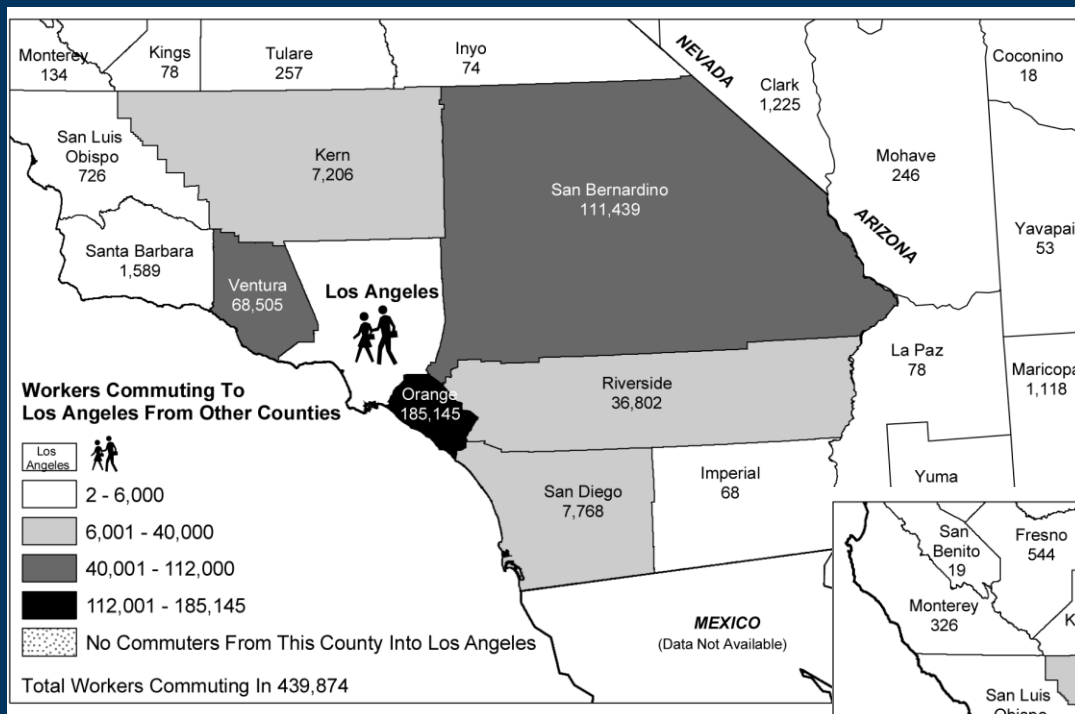 Monterey
134
Kings
78
Tulare
257
Inyo
74
NEVADA
Clark
1,225
Coconino
18
San Luis
Obispo
726
Kern
7,206
San Bernardino
111,439
Mohave
246
ARIZONA
Yavapai
53
Santa Barbara
1,589
Ventura
68,505
Los Angeles
La Paz
78
Maricopa
1,118
Orange
185,145
Riverside
36,802
San Diego
7,768
Imperial
68
Yuma
MEXICO
(Data Not Available)
Workers Commuting To
Los Angeles From Other Counties
Los
Angeles
2 - 6,000
6,001 - 40,000
40,001 - 112,000
112,001 - 185,145
No Commuters From This County Into Los Angeles
Total Workers Commuting In 439,874
San
Benito
19
Fresno
544
Monterey
326
K
San Luis
Obispo